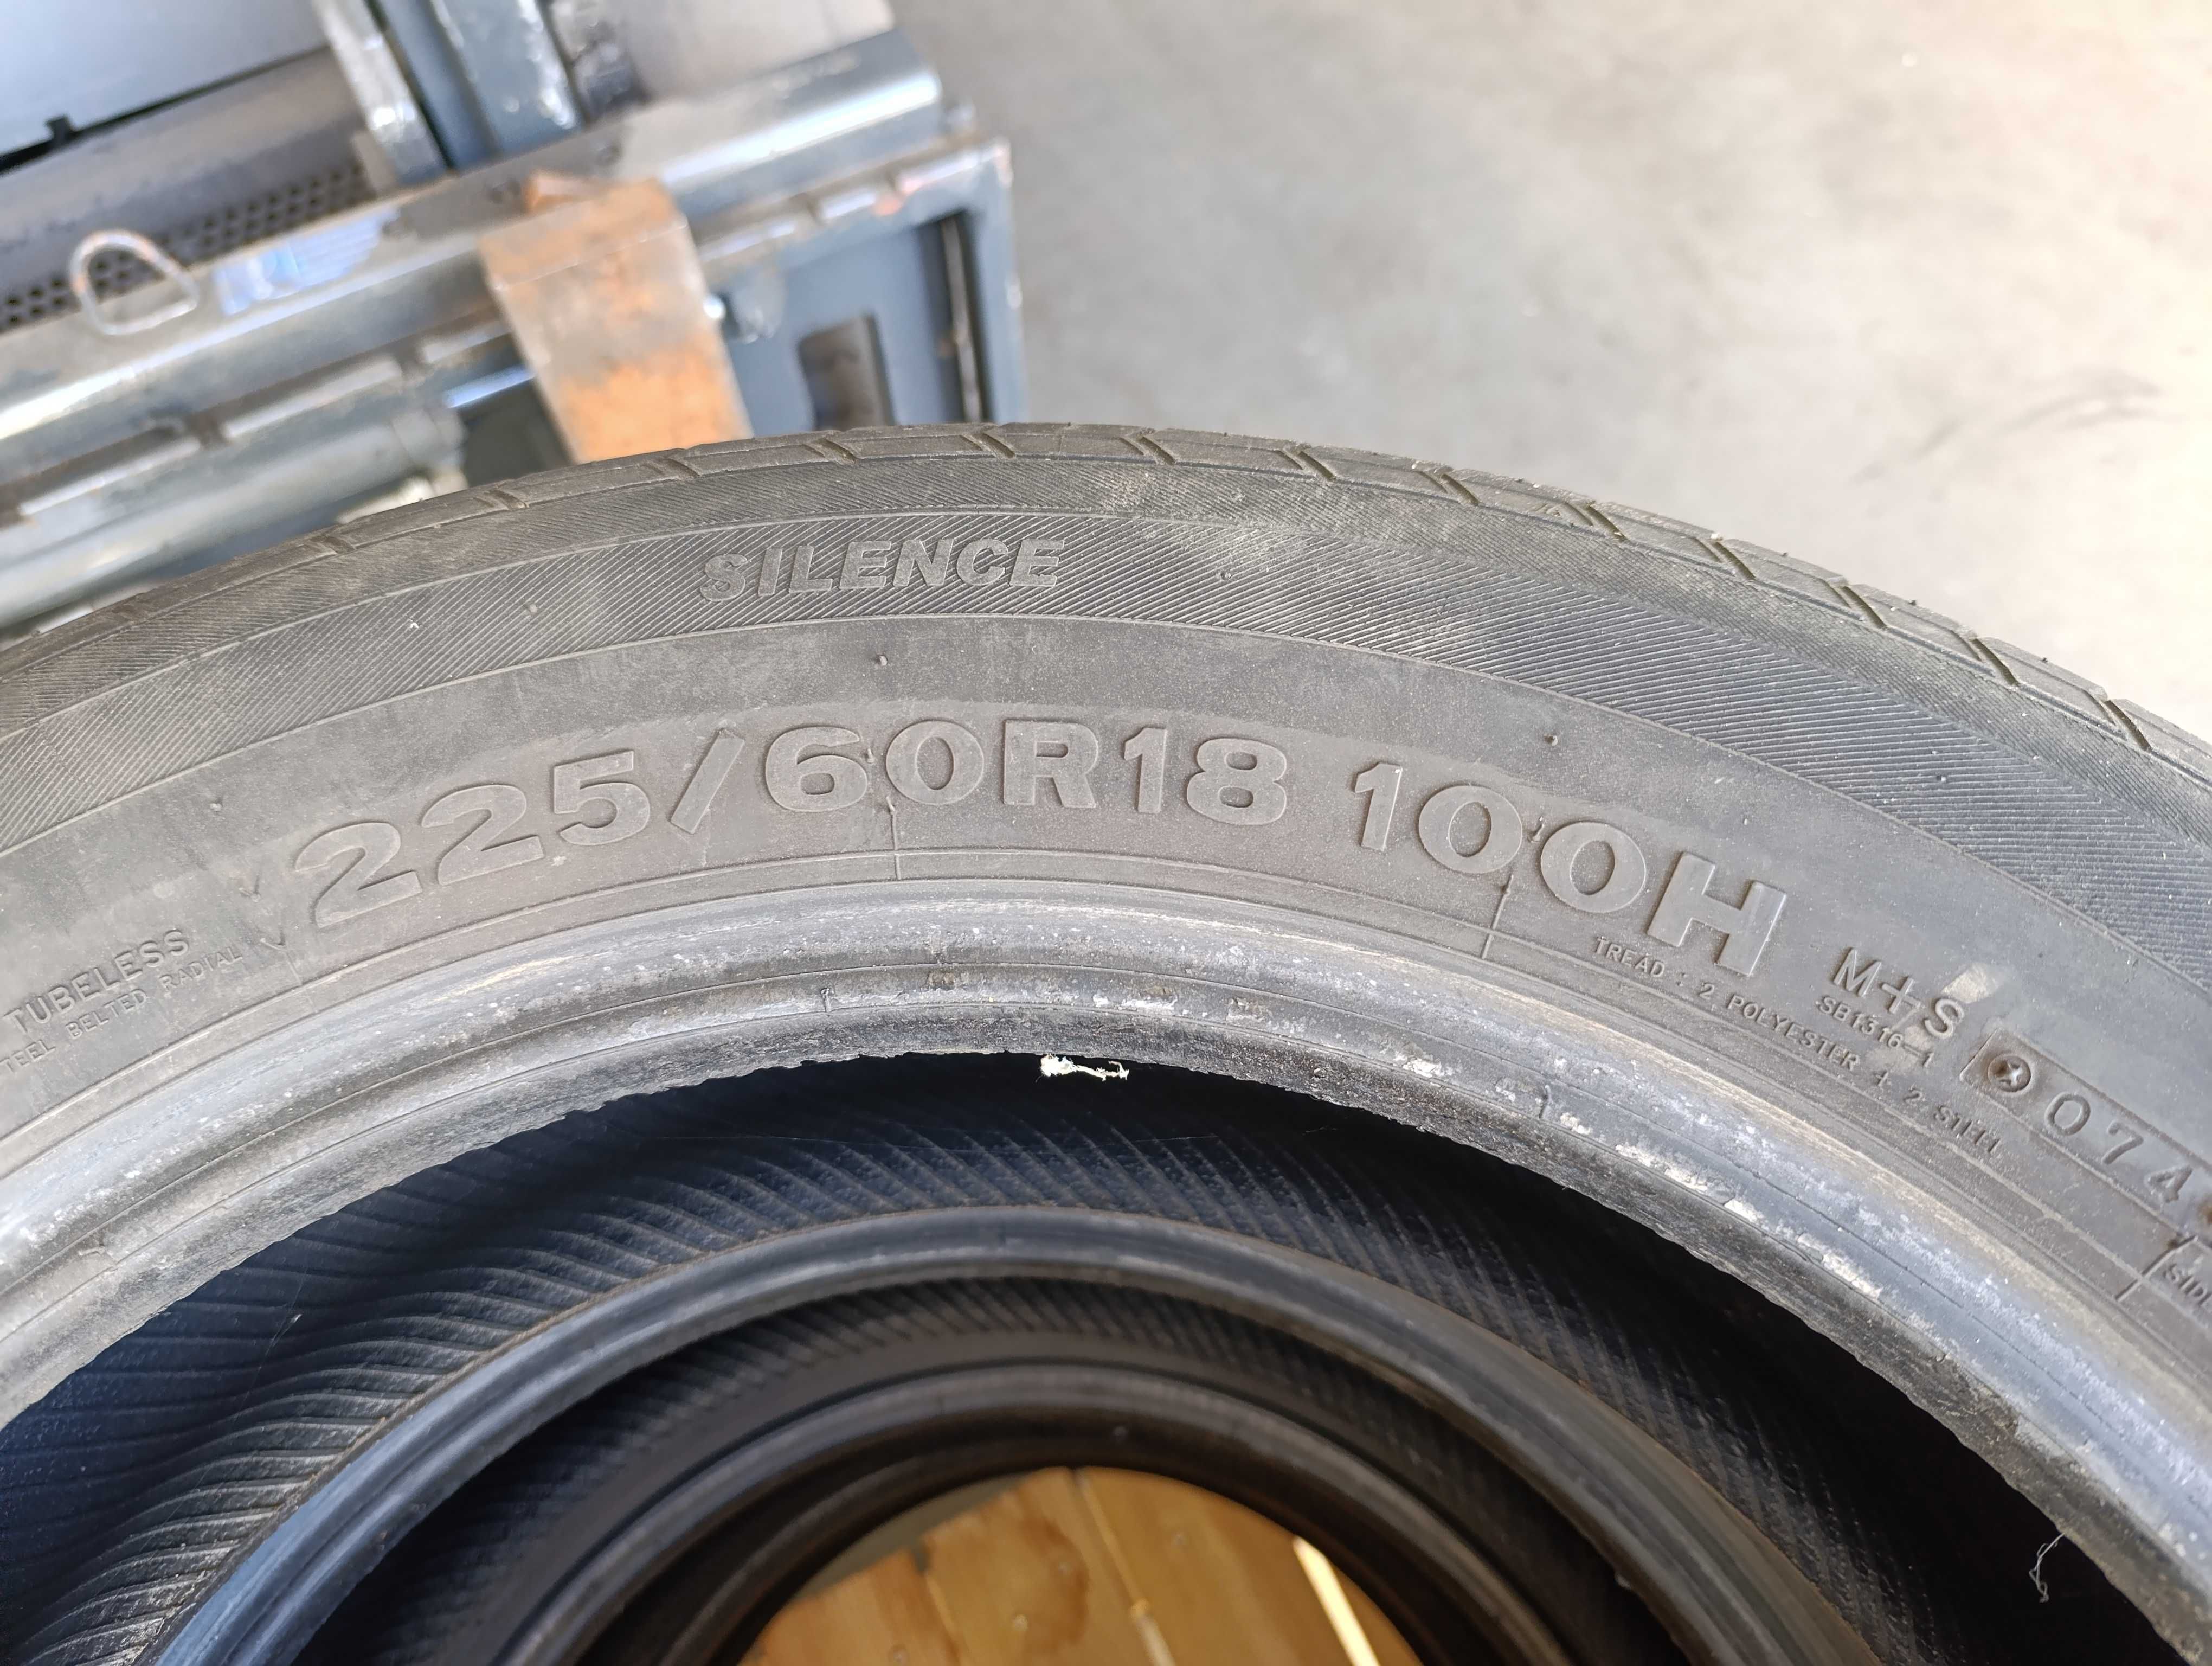 SILENCE
225/60R18 100H M+S
TUBELESS
TEEL BELTED RADIAL
TREAD : 2 POLYESTER + 2 STEEL
SB1316-1
074